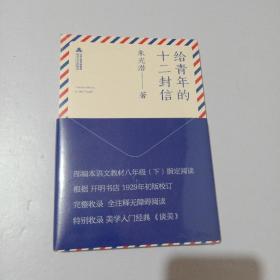 给青年的
十二封信
朱光潜——著
部编本语文教材八年级（下）指定阅读
根据 开明书店 1929年初版校订
完整收录 全注释无障碍阅读
特别收录 美学入门经典《谈美》